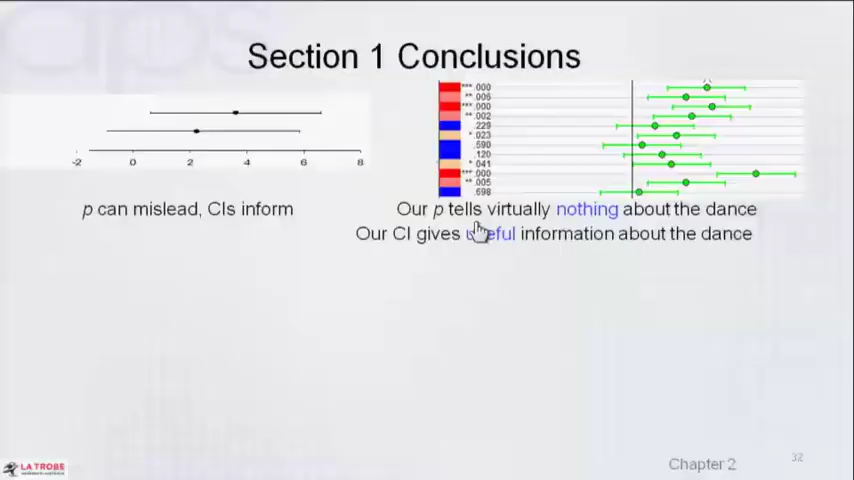 Section 1 Conclusions
-2 0 2 4 6 8
*** .000
** .006
*** .000
** .002
.229
* .023
.590
.120
* .041
*** .000
** .005
.698
p can mislead, CIs inform
Our p tells virtually nothing about the dance
Our CI gives useful information about the dance
LA TROBE
Chapter 2
32